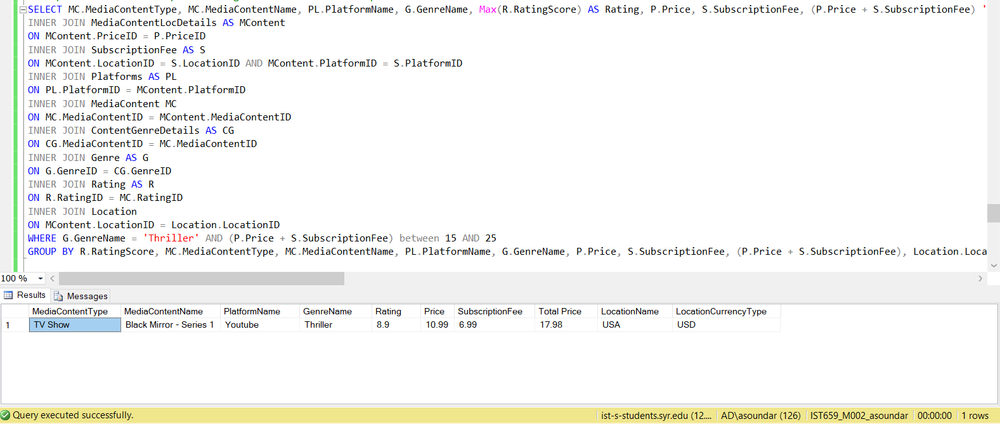 SELECT MC.MediaContentType, MC.MediaContentName, PL.PlatformName, G.GenreName, Max(R.RatingScore) AS Rating, P.Price, S.SubscriptionFee, (P.Price + S.SubscriptionFee) '
INNER JOIN MediaContentLocDetails AS MContent
ON MContent.PriceID = P.PriceID
INNER JOIN SubscriptionFee AS S
ON MContent.LocationID = S.LocationID AND MContent.PlatformID = S.PlatformID
INNER JOIN Platforms AS PL
ON PL.PlatformID = MContent.PlatformID
INNER JOIN MediaContent MC
ON MC.MediaContentID = MContent.MediaContentID
INNER JOIN ContentGenreDetails AS CG
ON CG.MediaContentID = MC.MediaContentID
INNER JOIN Genre AS G
ON G.GenreID = CG.GenreID
INNER JOIN Rating AS R
ON R.RatingID = MC.RatingID
INNER JOIN Location
ON MContent.LocationID = Location.LocationID
WHERE G.GenreName = 'Thriller' AND (P.Price + S.SubscriptionFee) between 15 AND 25
GROUP BY R.RatingScore, MC.MediaContentType, MC.MediaContentName, PL.PlatformName, G.GenreName, P.Price, S.SubscriptionFee, (P.Price + S.SubscriptionFee), Location.Loca
100 %
Results Messages
MediaContentType MediaContentName PlatformName GenreName Rating Price SubscriptionFee Total Price LocationName LocationCurrencyType
1 TV Show Black Mirror - Series 1 Youtube Thriller 8.9 10.99 6.99 17.98 USA USD
Query executed successfully. ist-s-students.syr.edu (12.... AD\asoundar (126) IST659_M002_asoundar 00:00:00 1 rows